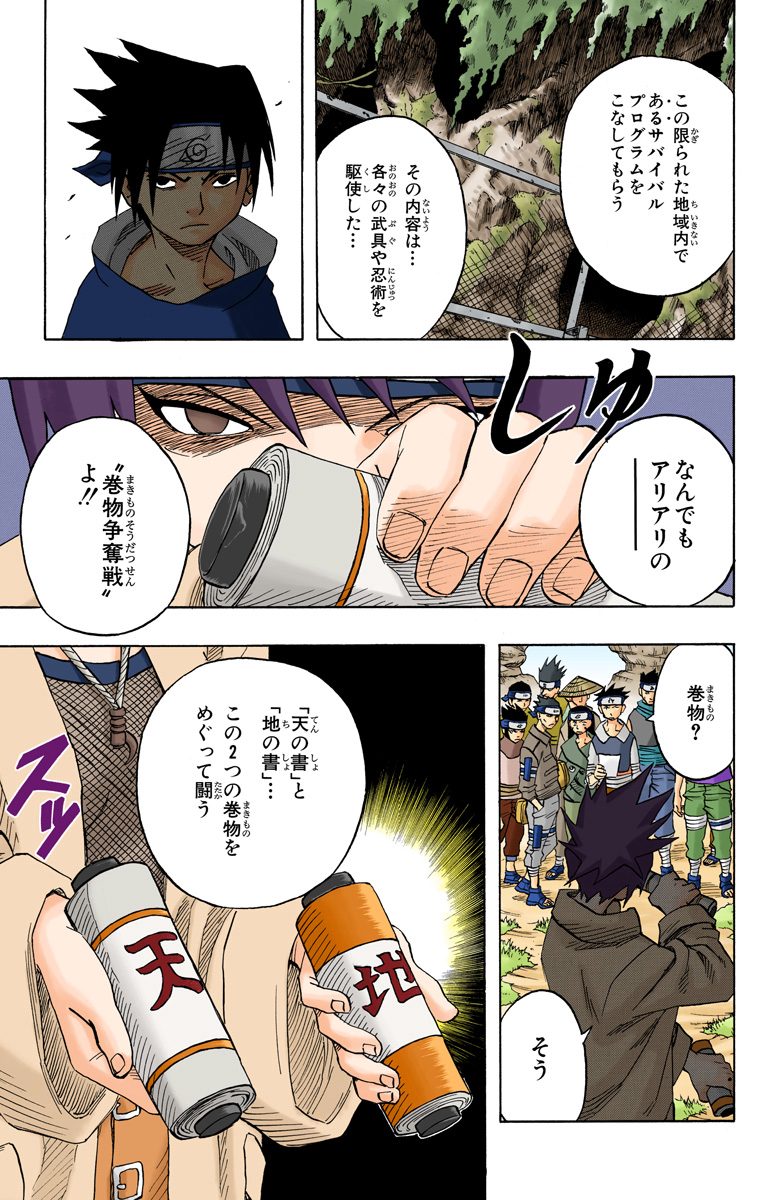 この限られた地域内で
あるサバイバル
プログラムを
こなしてもらう
その内容は…
各々の武具や忍術を
駆使した…
しゅ
なんでも
アリアリの
〝巻物争奪戦〟
よ!!
巻物?
そう
「天の書」と
「地の書」…
この2つの巻物を
めぐって闘う
スッ
天
地